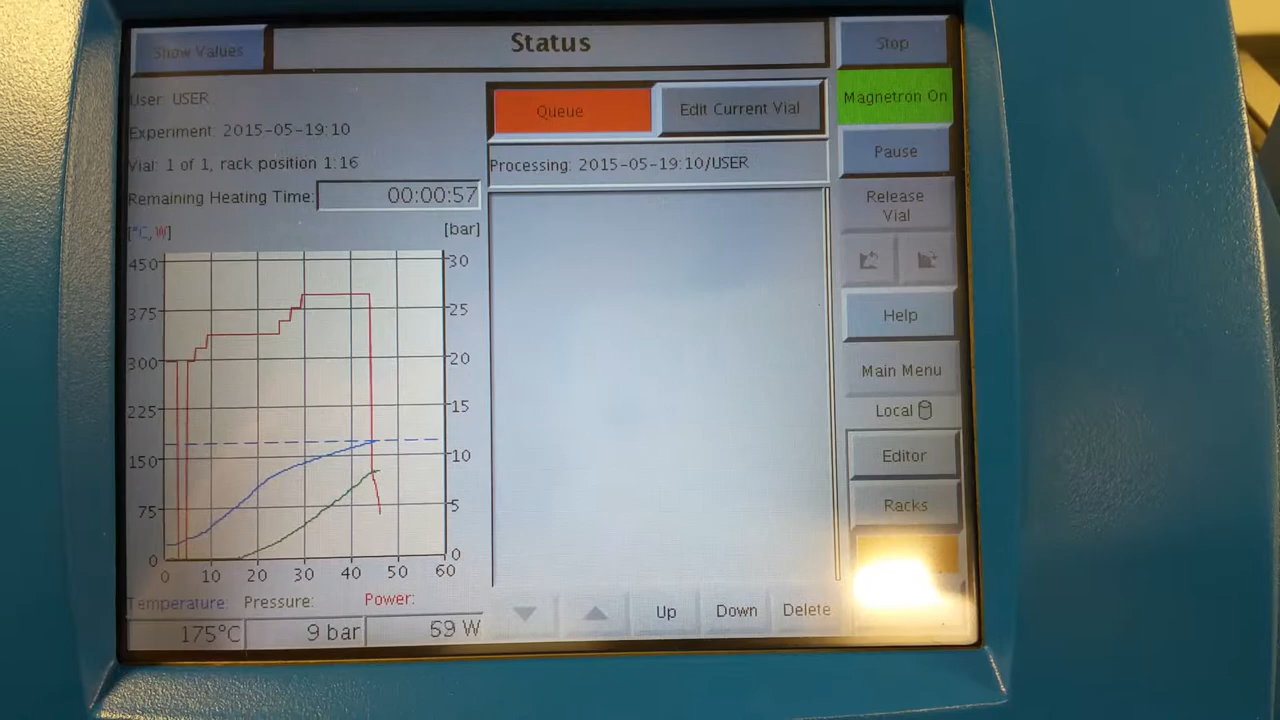 Show Values
Status
Stop
User: USER
Queue
Edit Current Vial
Magnetron On
Experiment: 2015-05-19:10
Pause
Vial: 1 of 1, rack position 1:16
Processing: 2015-05-19:10/USER
Remaining Heating Time: 00:00:57
Release
Vial
[°C,W]
[bar]
450
375
300
225
150
75
0
30
25
20
15
10
5
0
0 10 20 30 40 50 60
Help
Main Menu
Local
Editor
Racks
Temperature: Pressure: Power:
175°C 9 bar 59 W
Up
Down
Delete